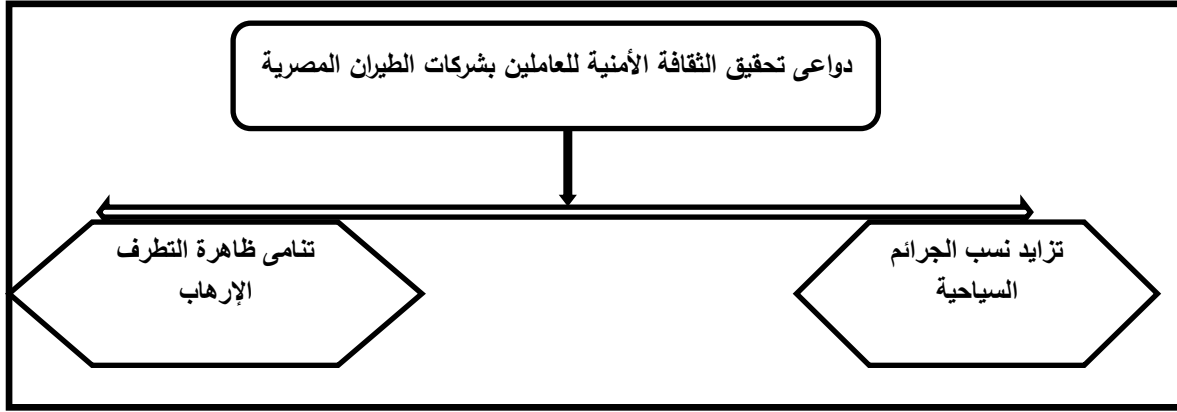 دواعى تحقيق الثقافة الأمنية للعاملين بشركات الطيران المصرية
تزايد نسب الجرائم
السياحية
تنامى ظاهرة التطرف
الإرهاب